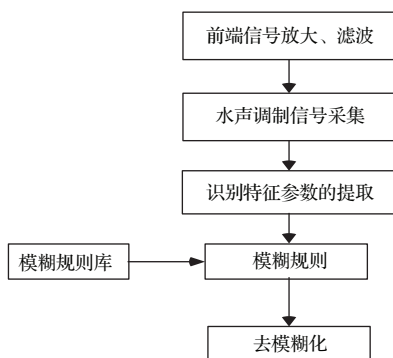 前端信号放大、滤波
水声调制信号采集
识别特征参数的提取
模糊规则库
模糊规则
去模糊化